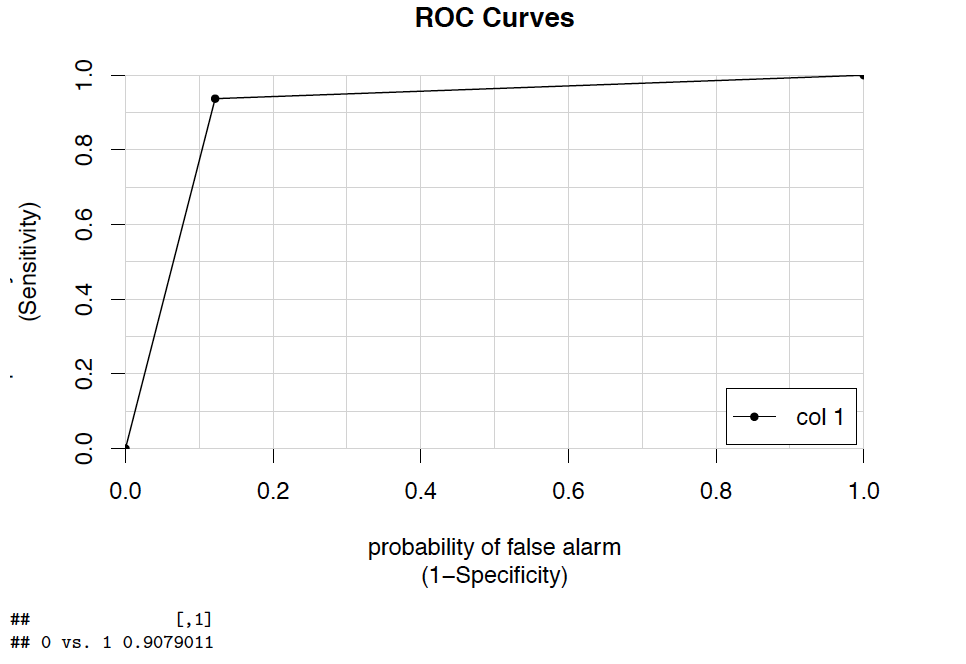 ROC Curves
(Sensitivity)
1.0
0.8
0.6
0.4
0.2
0.0
col 1
0.0 0.2 0.4 0.6 0.8 1.0
probability of false alarm
(1−Specificity)
## [,1]
## 0 vs. 1 0.9079011